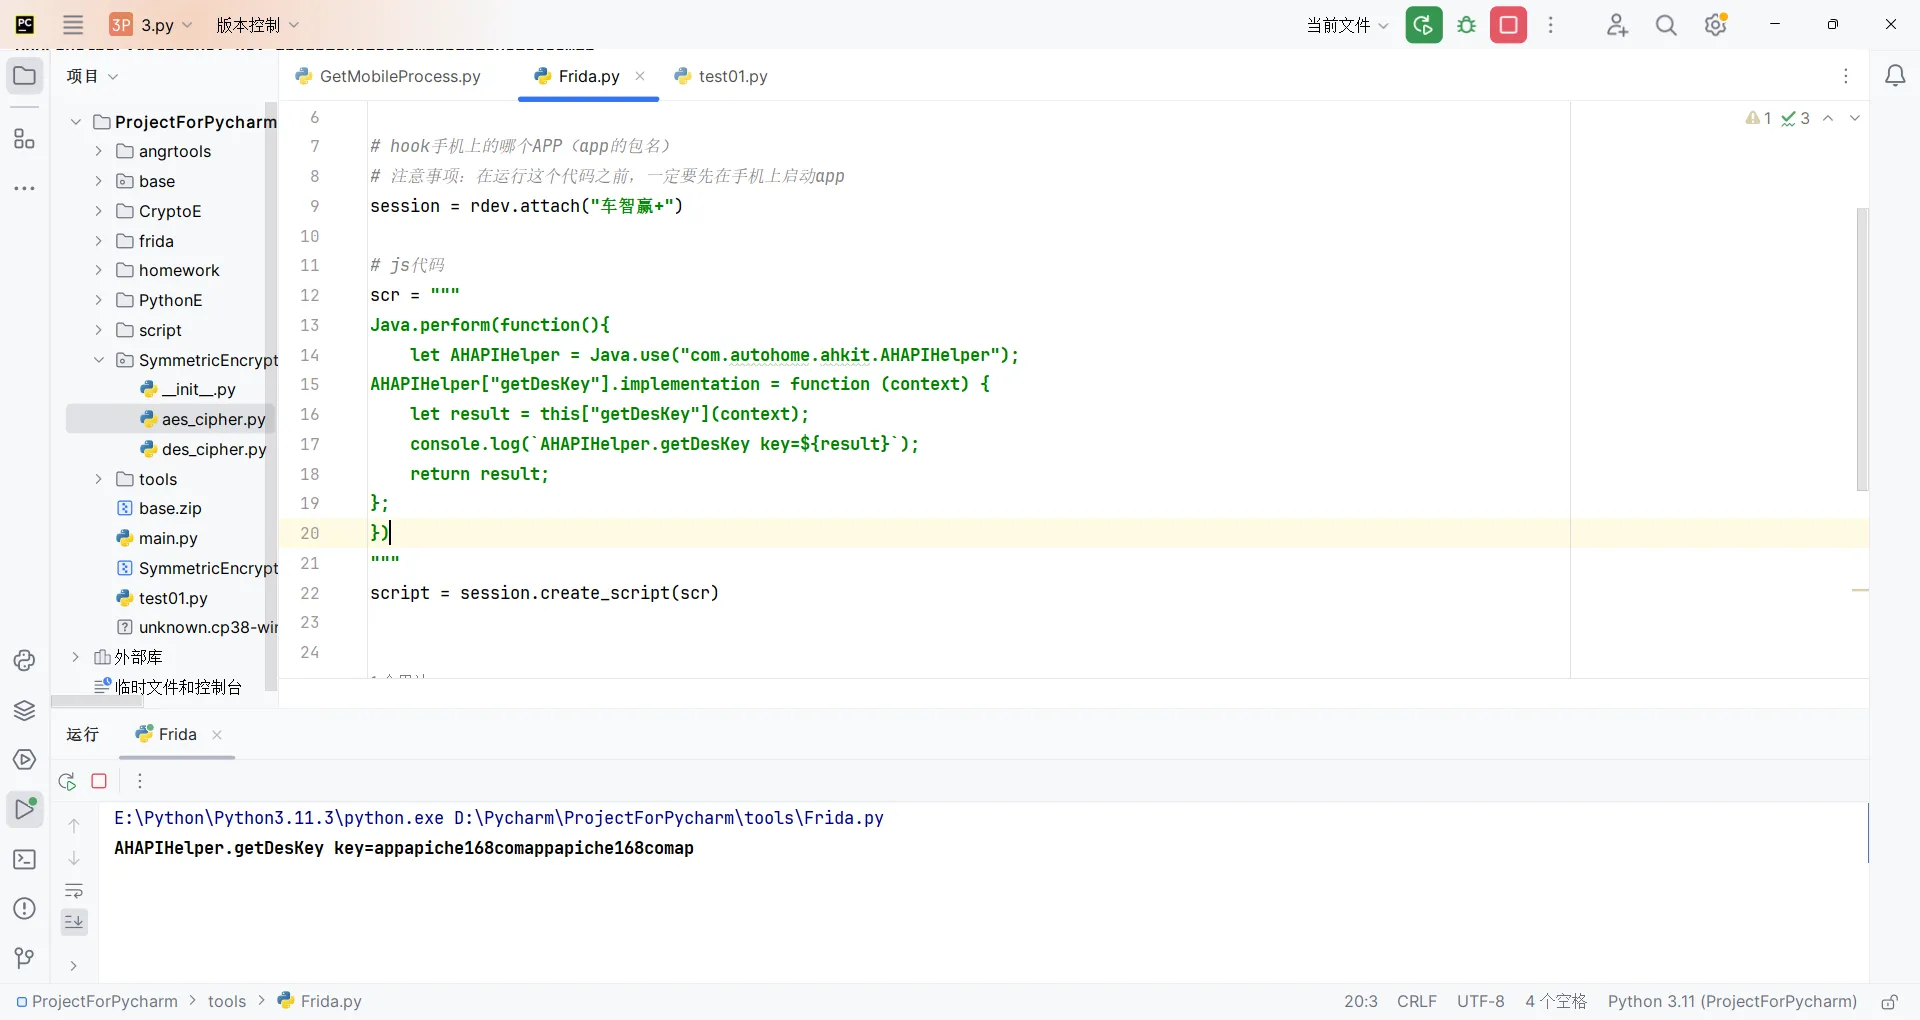 PC
3P 3.py
版本控制
当前文件
项目
GetMobileProcess.py
Frida.py
test01.py
ProjectForPycharm
angrtools
base
CryptoE
frida
homework
PythonE
script
SymmetricEncrypt
__init__.py
aes_cipher.py
des_cipher.py
tools
base.zip
main.py
SymmetricEncrypt
test01.py
unknown.cp38-win
外部库
临时文件和控制台
1 3
6
7 # hook手机上的哪个APP（app的包名）
8 # 注意事项：在运行这个代码之前，一定要先在手机上启动app
9 session = rdev.attach("车智赢+")
10
11 # js代码
12 scr = """
13 Java.perform(function(){
14 let AHAPIHelper = Java.use("com.autohome.ahkit.AHAPIHelper");
15 AHAPIHelper["getDesKey"].implementation = function (context) {
16 let result = this["getDesKey"](context);
17 console.log(`AHAPIHelper.getDesKey key=${result}`);
18 return result;
19 };
20 })
21 """
22 script = session.create_script(scr)
23
24
运行
Frida
E:\Python\Python3.11.3\python.exe D:\Pycharm\ProjectForPycharm\tools\Frida.py
AHAPIHelper.getDesKey key=appapiche168comappapiche168comap
ProjectForPycharm > tools > Frida.py
20:3 CRLF UTF-8 4 个空格 Python 3.11 (ProjectForPycharm)